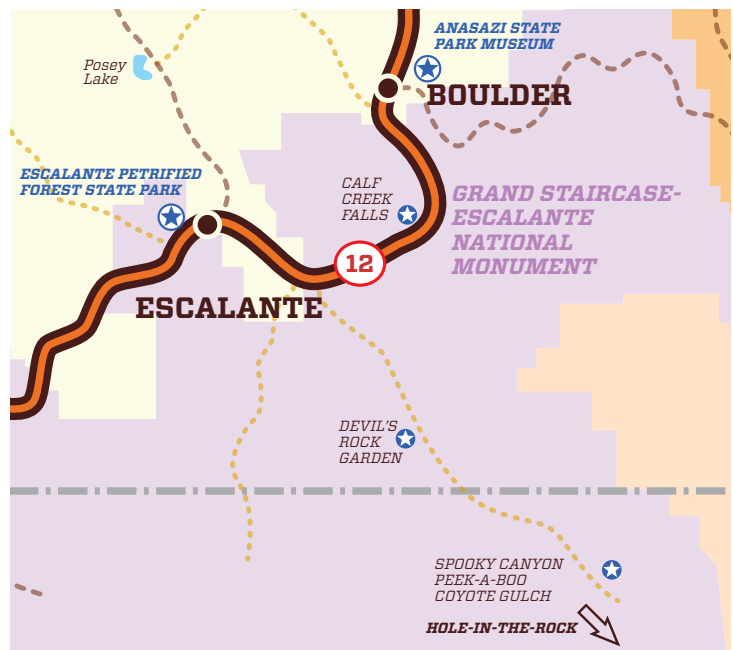 ANASAZI STATE
PARK MUSEUM
Posey
Lake
BOULDER
ESCALANTE PETRIFIED
FOREST STATE PARK
CALF
CREEK
FALLS
GRAND STAIRCASE-
ESCALANTE
NATIONAL
MONUMENT
12
ESCALANTE
DEVIL'S
ROCK
GARDEN
SPOOKY CANYON
PEEK-A-BOO
COYOTE GULCH
HOLE-IN-THE-ROCK